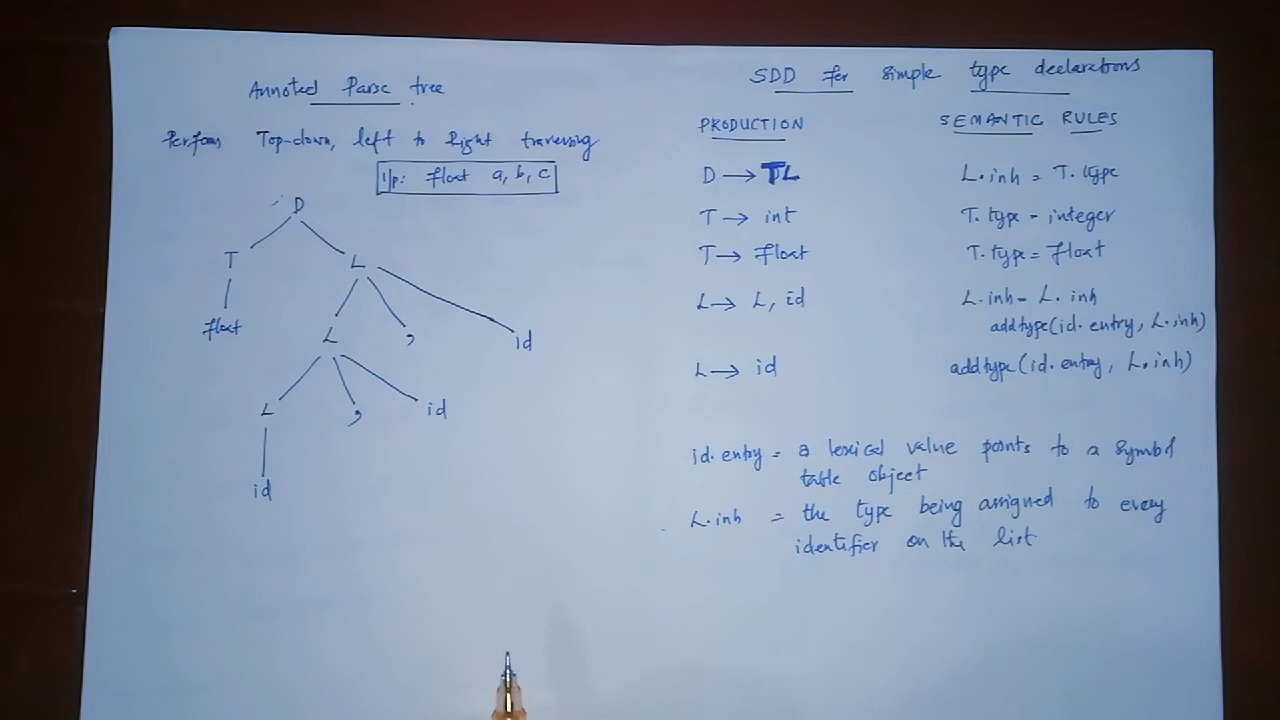 Annoted Parse tree
Perform Top-down, left to Right traversing
I/p: float a, b, c
D
T L
float L , id
L , id
id
SDD for simple type declarations
PRODUCTION SEMANTIC RULES
D → TL L.inh = T.type
T → int T.type = integer
T → float T.type = float
L → L, id L.inh = L.inh
addtype(id.entry, L.inh)
L → id addtype(id.entry, L.inh)
id.entry = a lexical value points to a symbol
table object
L.inh = the type being assigned to every
identifier on the list